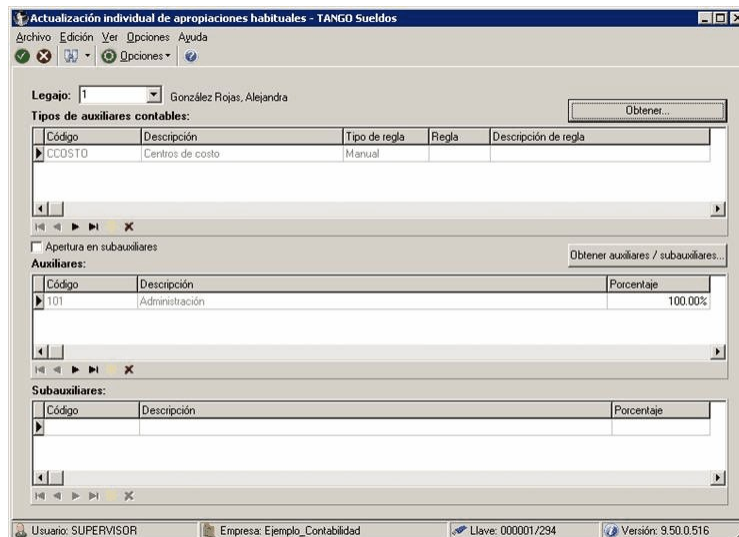 Actualización individual de apropiaciones habituales - TANGO Sueldos
Archivo Edición Ver Opciones Ayuda
Opciones
Legajo: 1 González Rojas, Alejandra
Obtener...
Tipos de auxiliares contables:
Código Descripción Tipo de regla Regla Descripción de regla
CCOSTO Centros de costo Manual
Apertura en subauxiliares
Obtener auxiliares / subauxiliares...
Auxiliares:
Código Descripción Porcentaje
101 Administración 100.00%
Subauxiliares:
Código Descripción Porcentaje
Usuario: SUPERVISOR Empresa: Ejemplo_Contabilidad Llave: 000001/294 Versión: 9.50.0.516